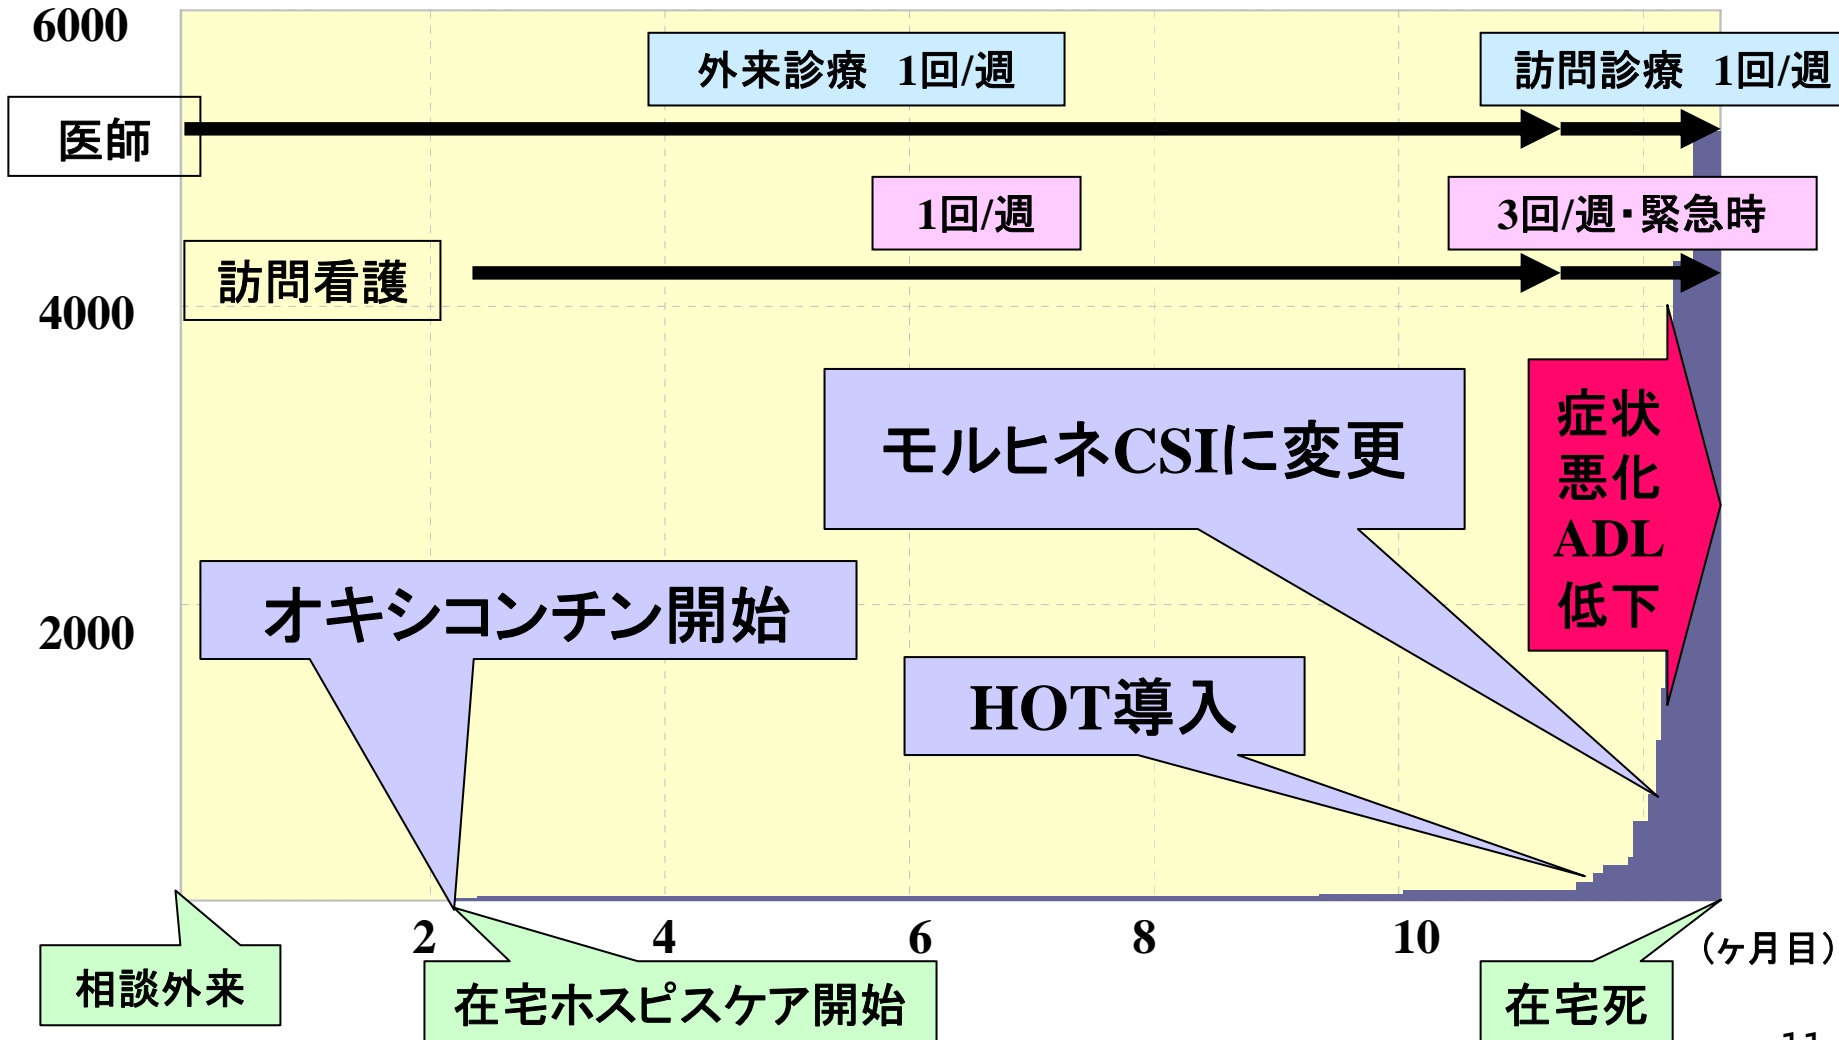 6000
外来診療 1回/週
訪問診療 1回/週
医師
1回/週
3回/週・緊急時
訪問看護
4000
モルヒネCSIに変更
症状
悪化
ADL
低下
オキシコンチン開始
2000
HOT導入
2
4
6
8
10
(ヶ月目)
相談外来
在宅ホスピスケア開始
在宅死
11